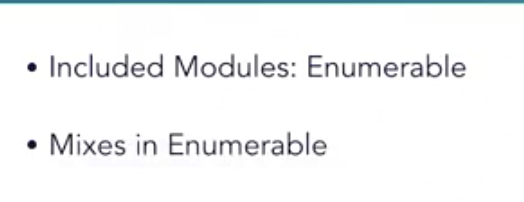 • Included Modules: Enumerable
• Mixes in Enumerable